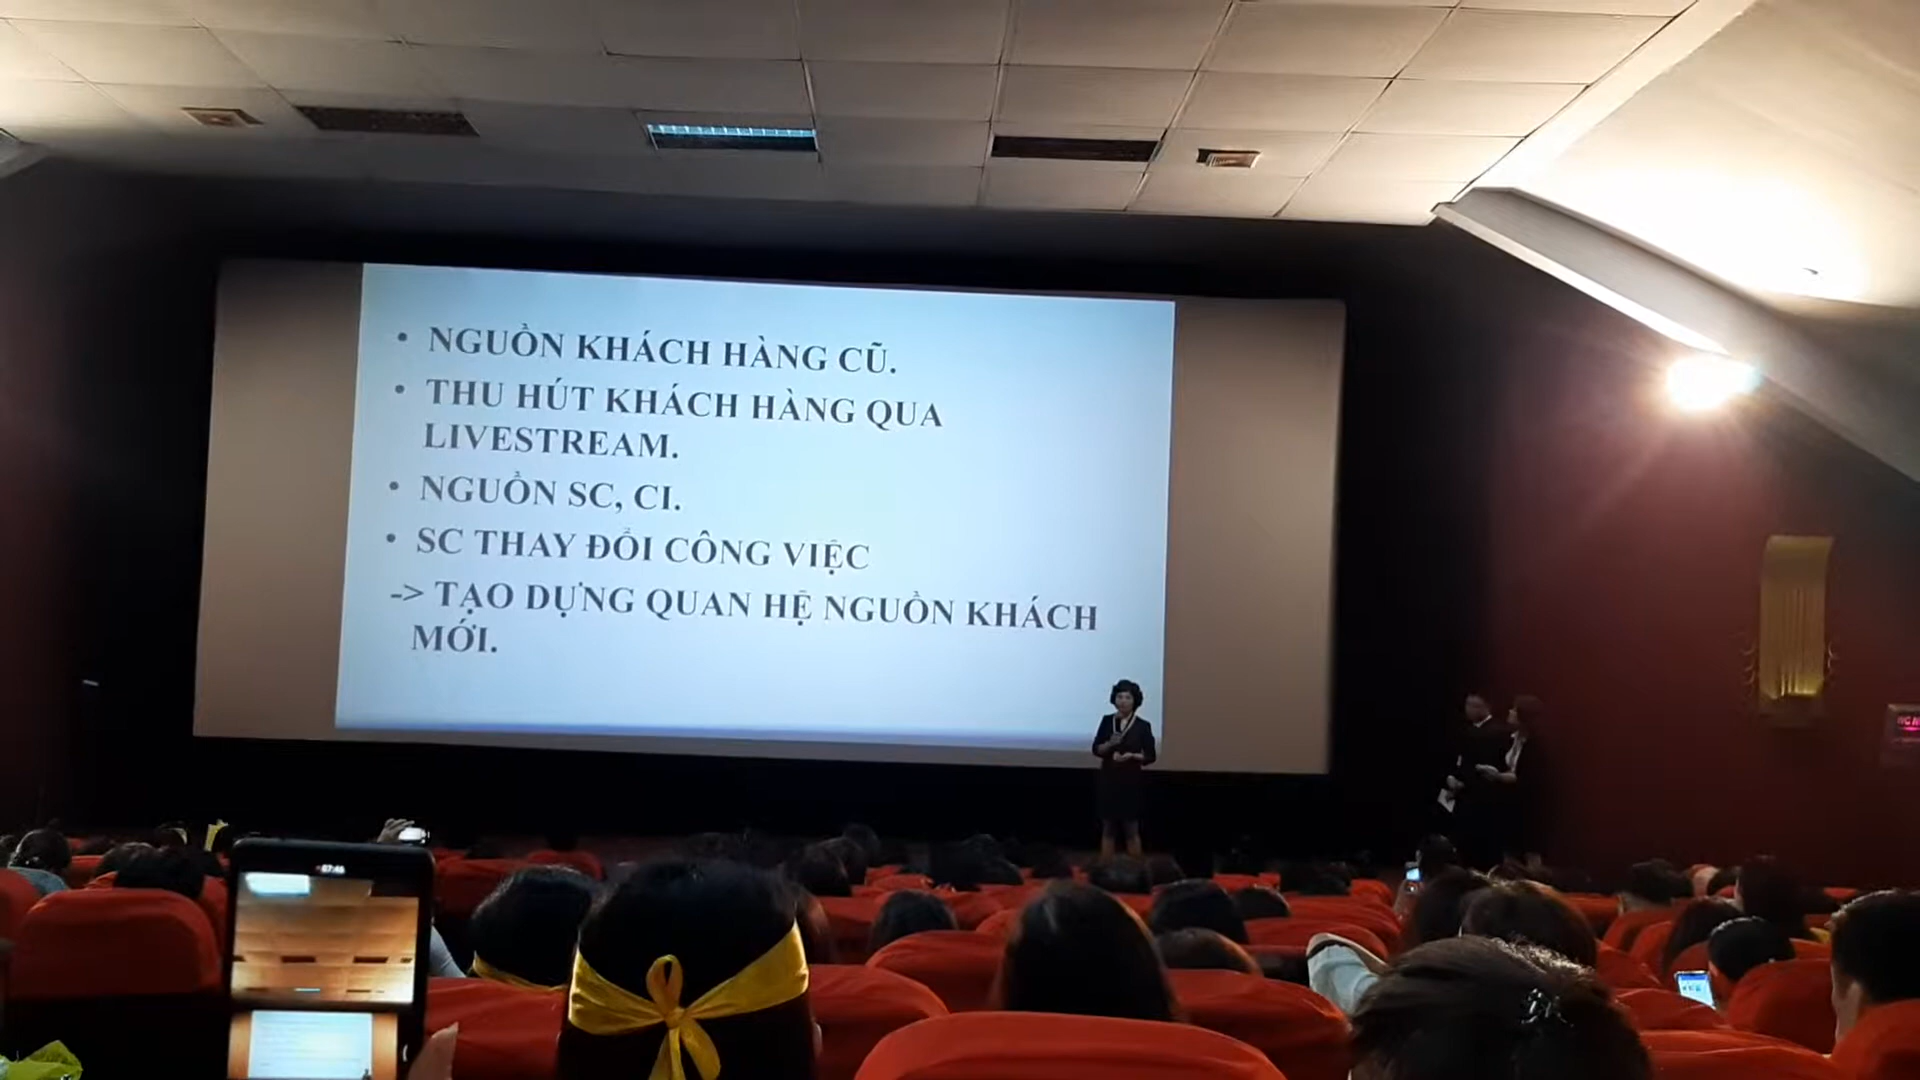 • NGUỒN KHÁCH HÀNG CŨ.
• THU HÚT KHÁCH HÀNG QUA
LIVESTREAM.
• NGUỒN SC, CI.
• SC THAY ĐỔI CÔNG VIỆC
-> TẠO DỰNG QUAN HỆ NGUỒN KHÁCH
MỚI.